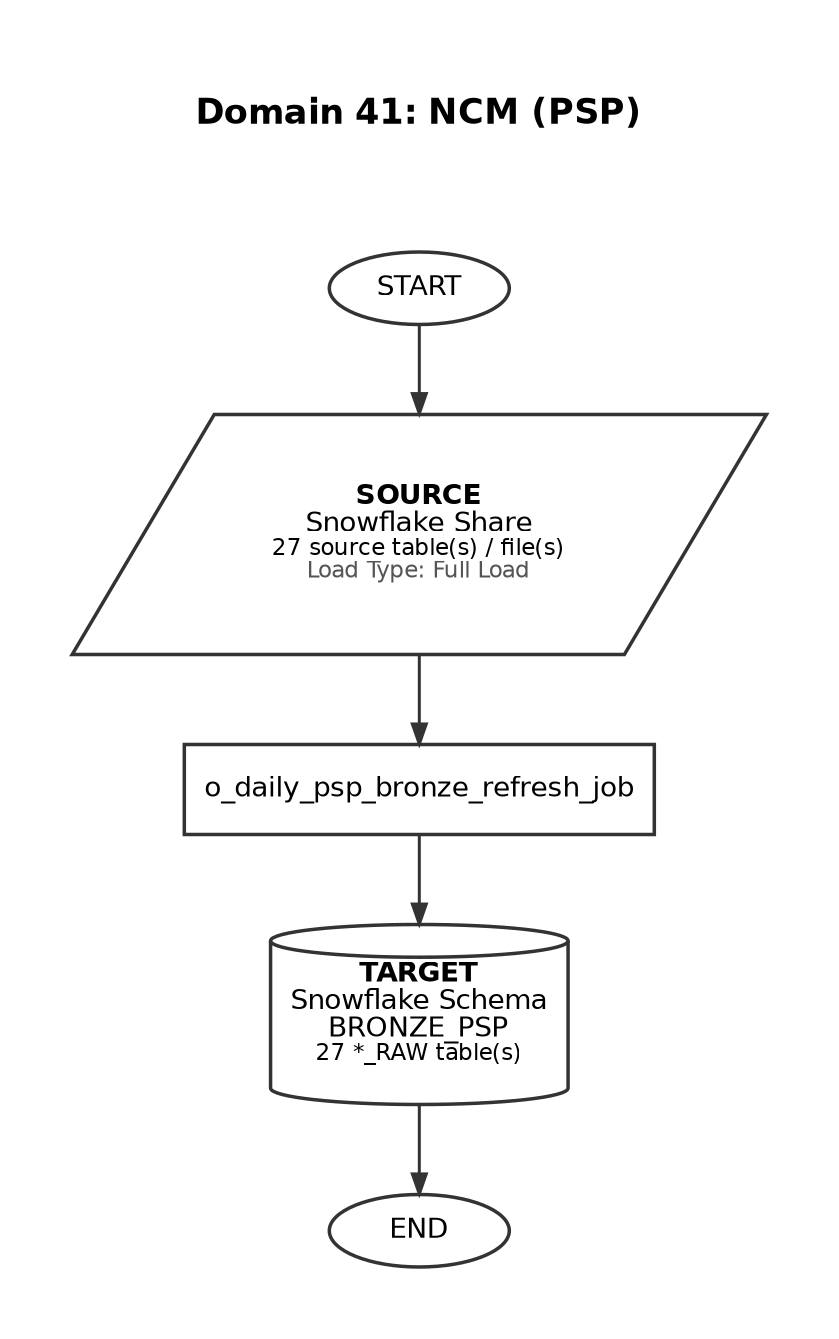 Domain 41: NCM (PSP)
START
SOURCE
Snowflake Share
27 source table(s) / file(s)
Load Type: Full Load
o_daily_psp_bronze_refresh_job
TARGET
Snowflake Schema
BRONZE_PSP
27 *_RAW table(s)
END